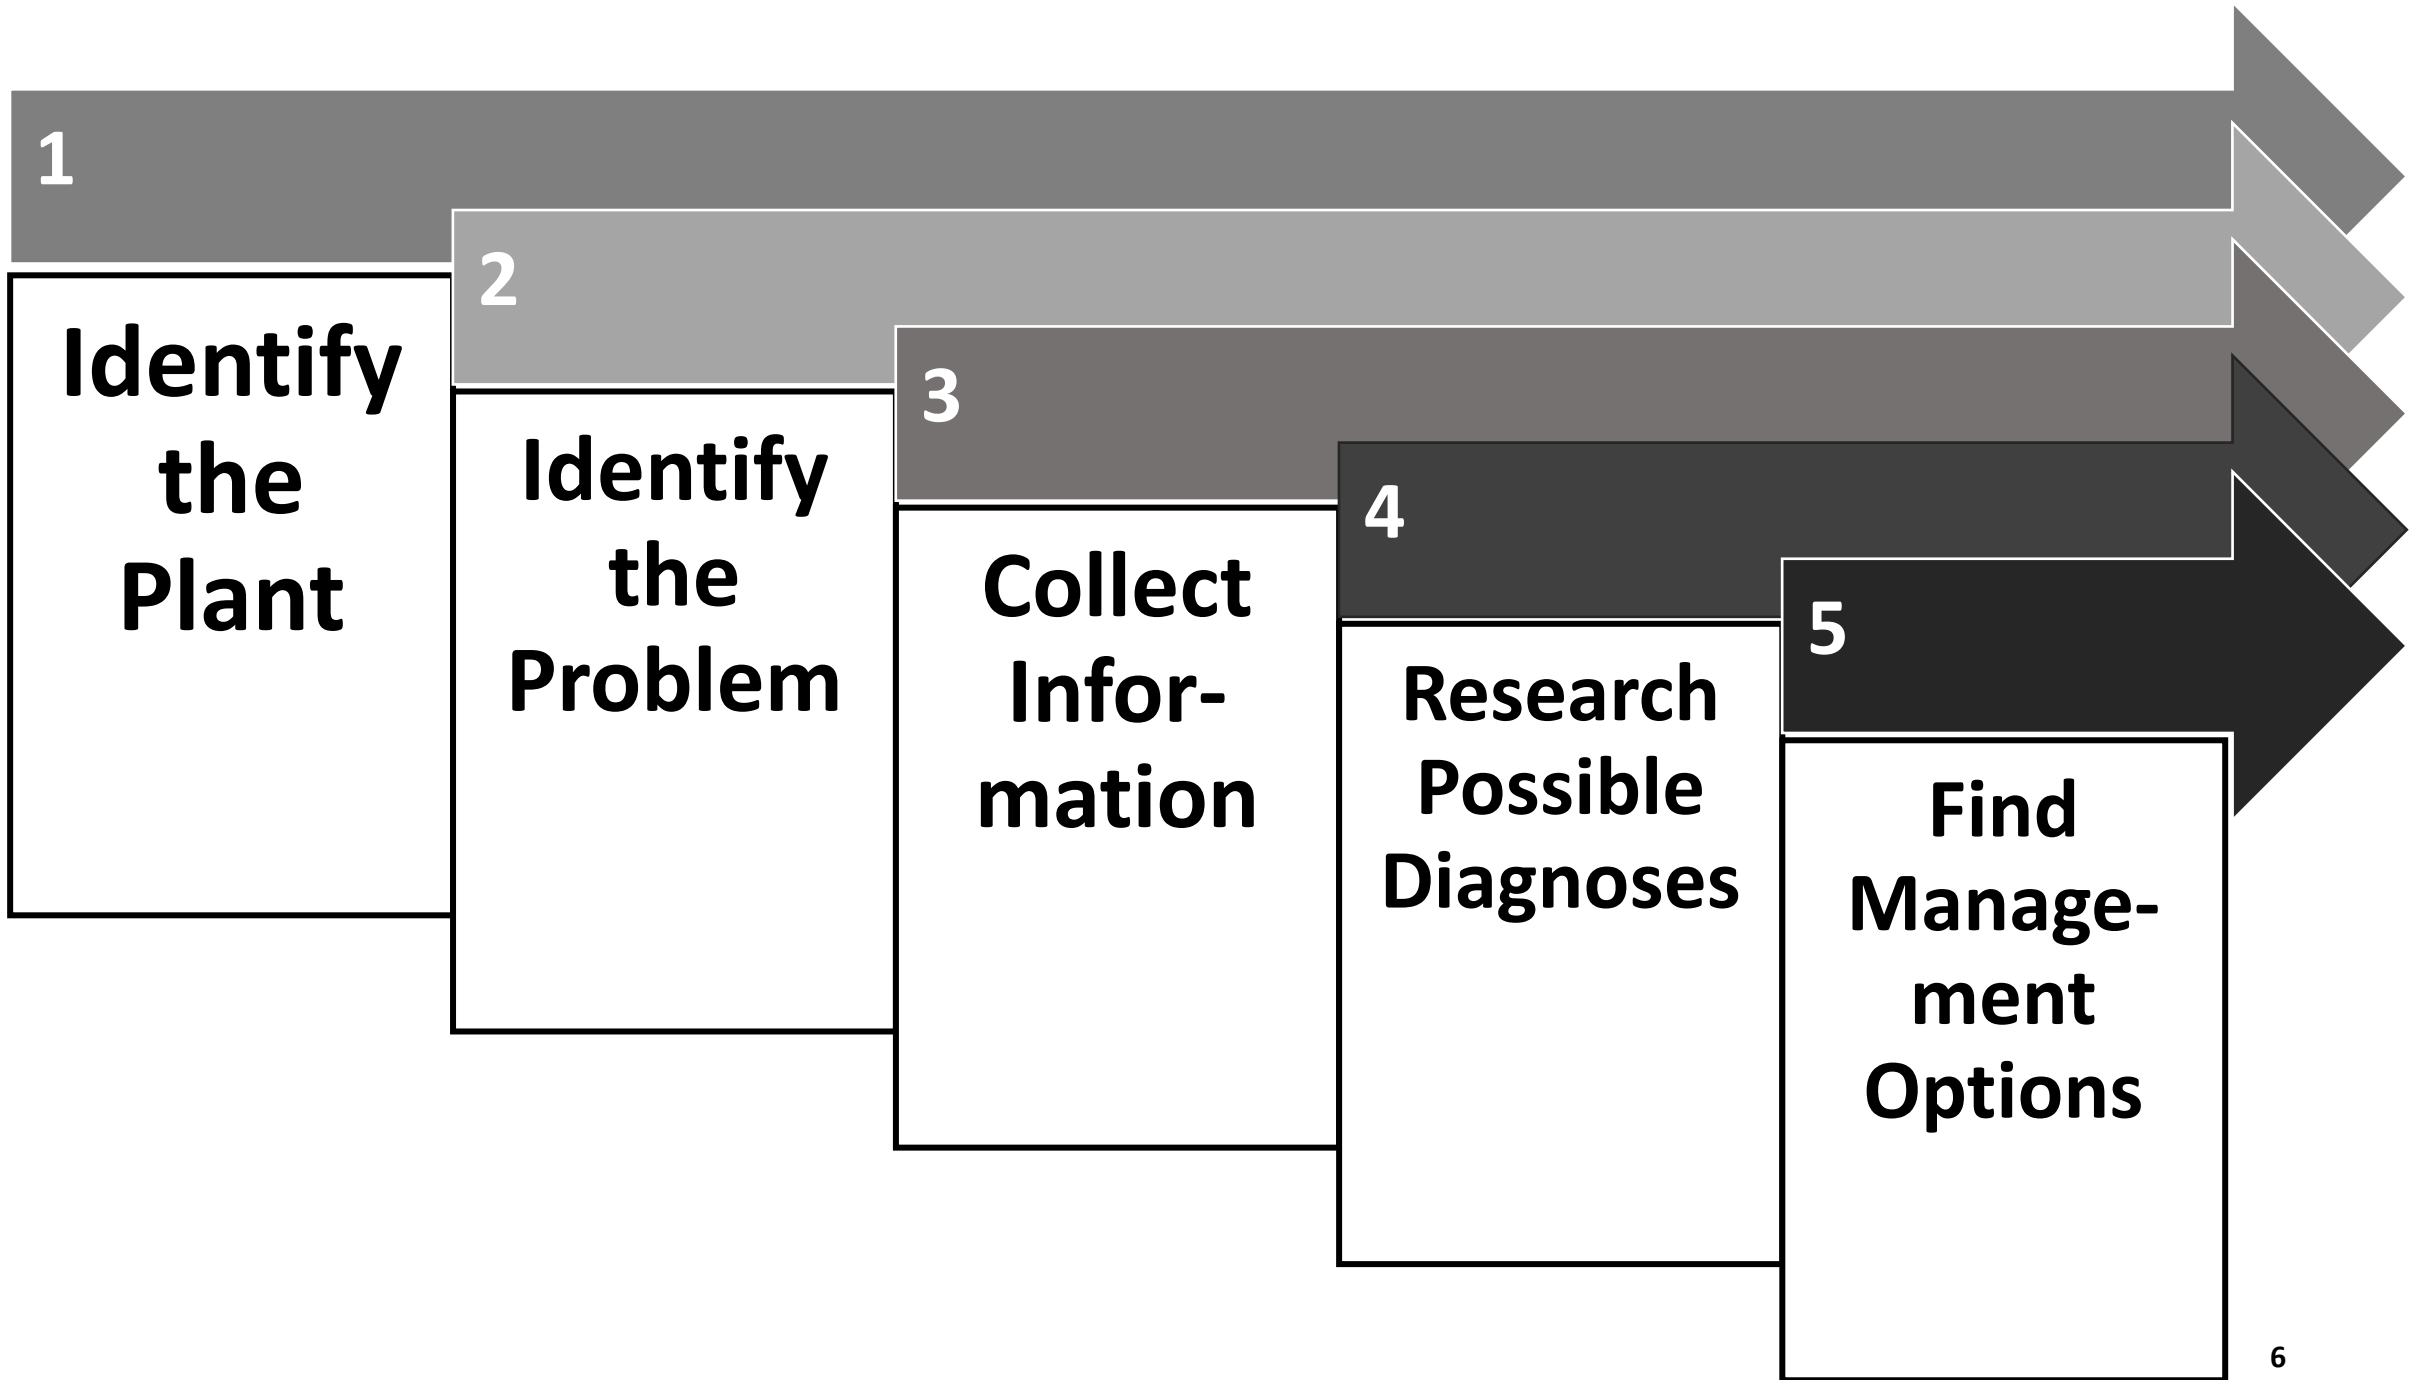 1
Identify
the
Plant
2
Identify
the
Problem
3
Collect
Infor-
mation
4
Research
Possible
Diagnoses
5
Find
Manage-
ment
Options
6